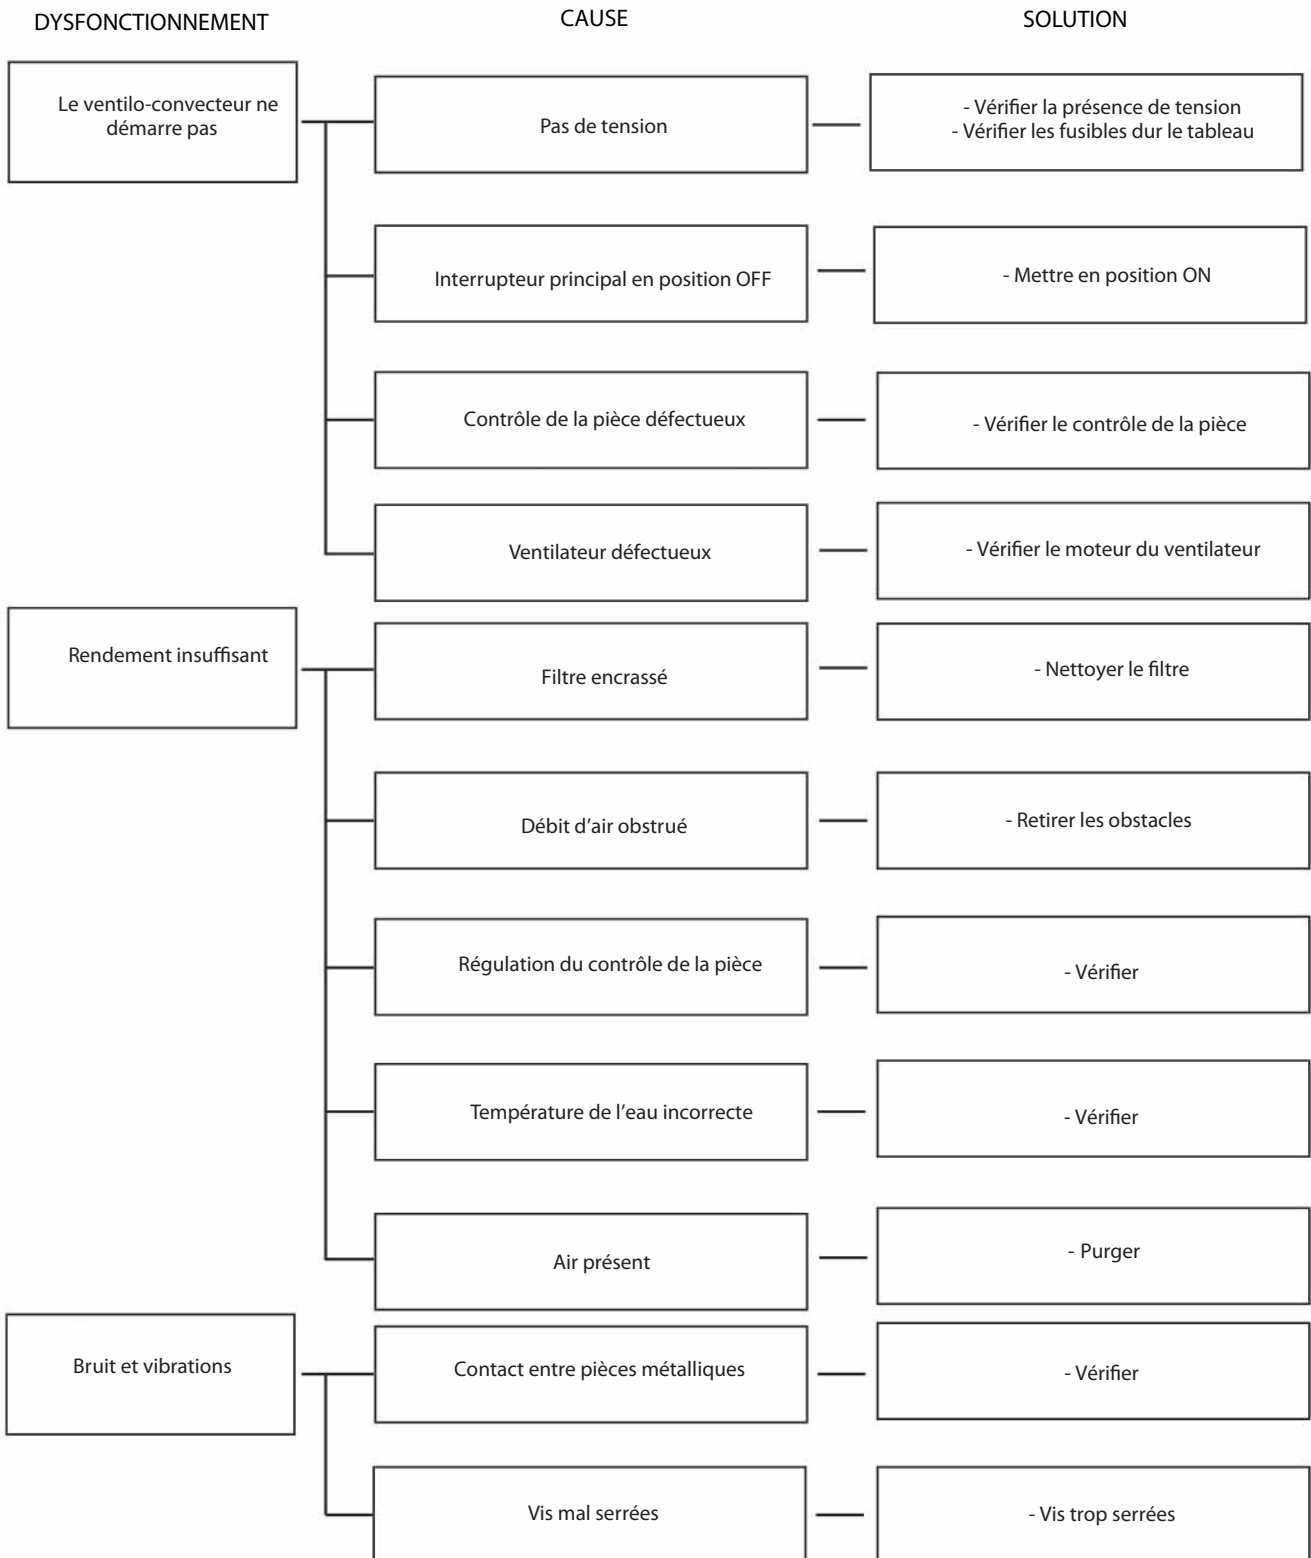 DYSFONCTIONNEMENT
CAUSE
SOLUTION
Le ventilo-convecteur ne
démarre pas
Pas de tension
- Vérifier la présence de tension
- Vérifier les fusibles dur le tableau
Interrupteur principal en position OFF
- Mettre en position ON
Contrôle de la pièce défectueux
- Vérifier le contrôle de la pièce
Ventilateur défectueux
- Vérifier le moteur du ventilateur
Rendement insuffisant
Filtre encrassé
- Nettoyer le filtre
Débit d'air obstrué
- Retirer les obstacles
Régulation du contrôle de la pièce
- Vérifier
Température de l'eau incorrecte
- Vérifier
Air présent
- Purger
Bruit et vibrations
Contact entre pièces métalliques
- Vérifier
Vis mal serrées
- Vis trop serrées